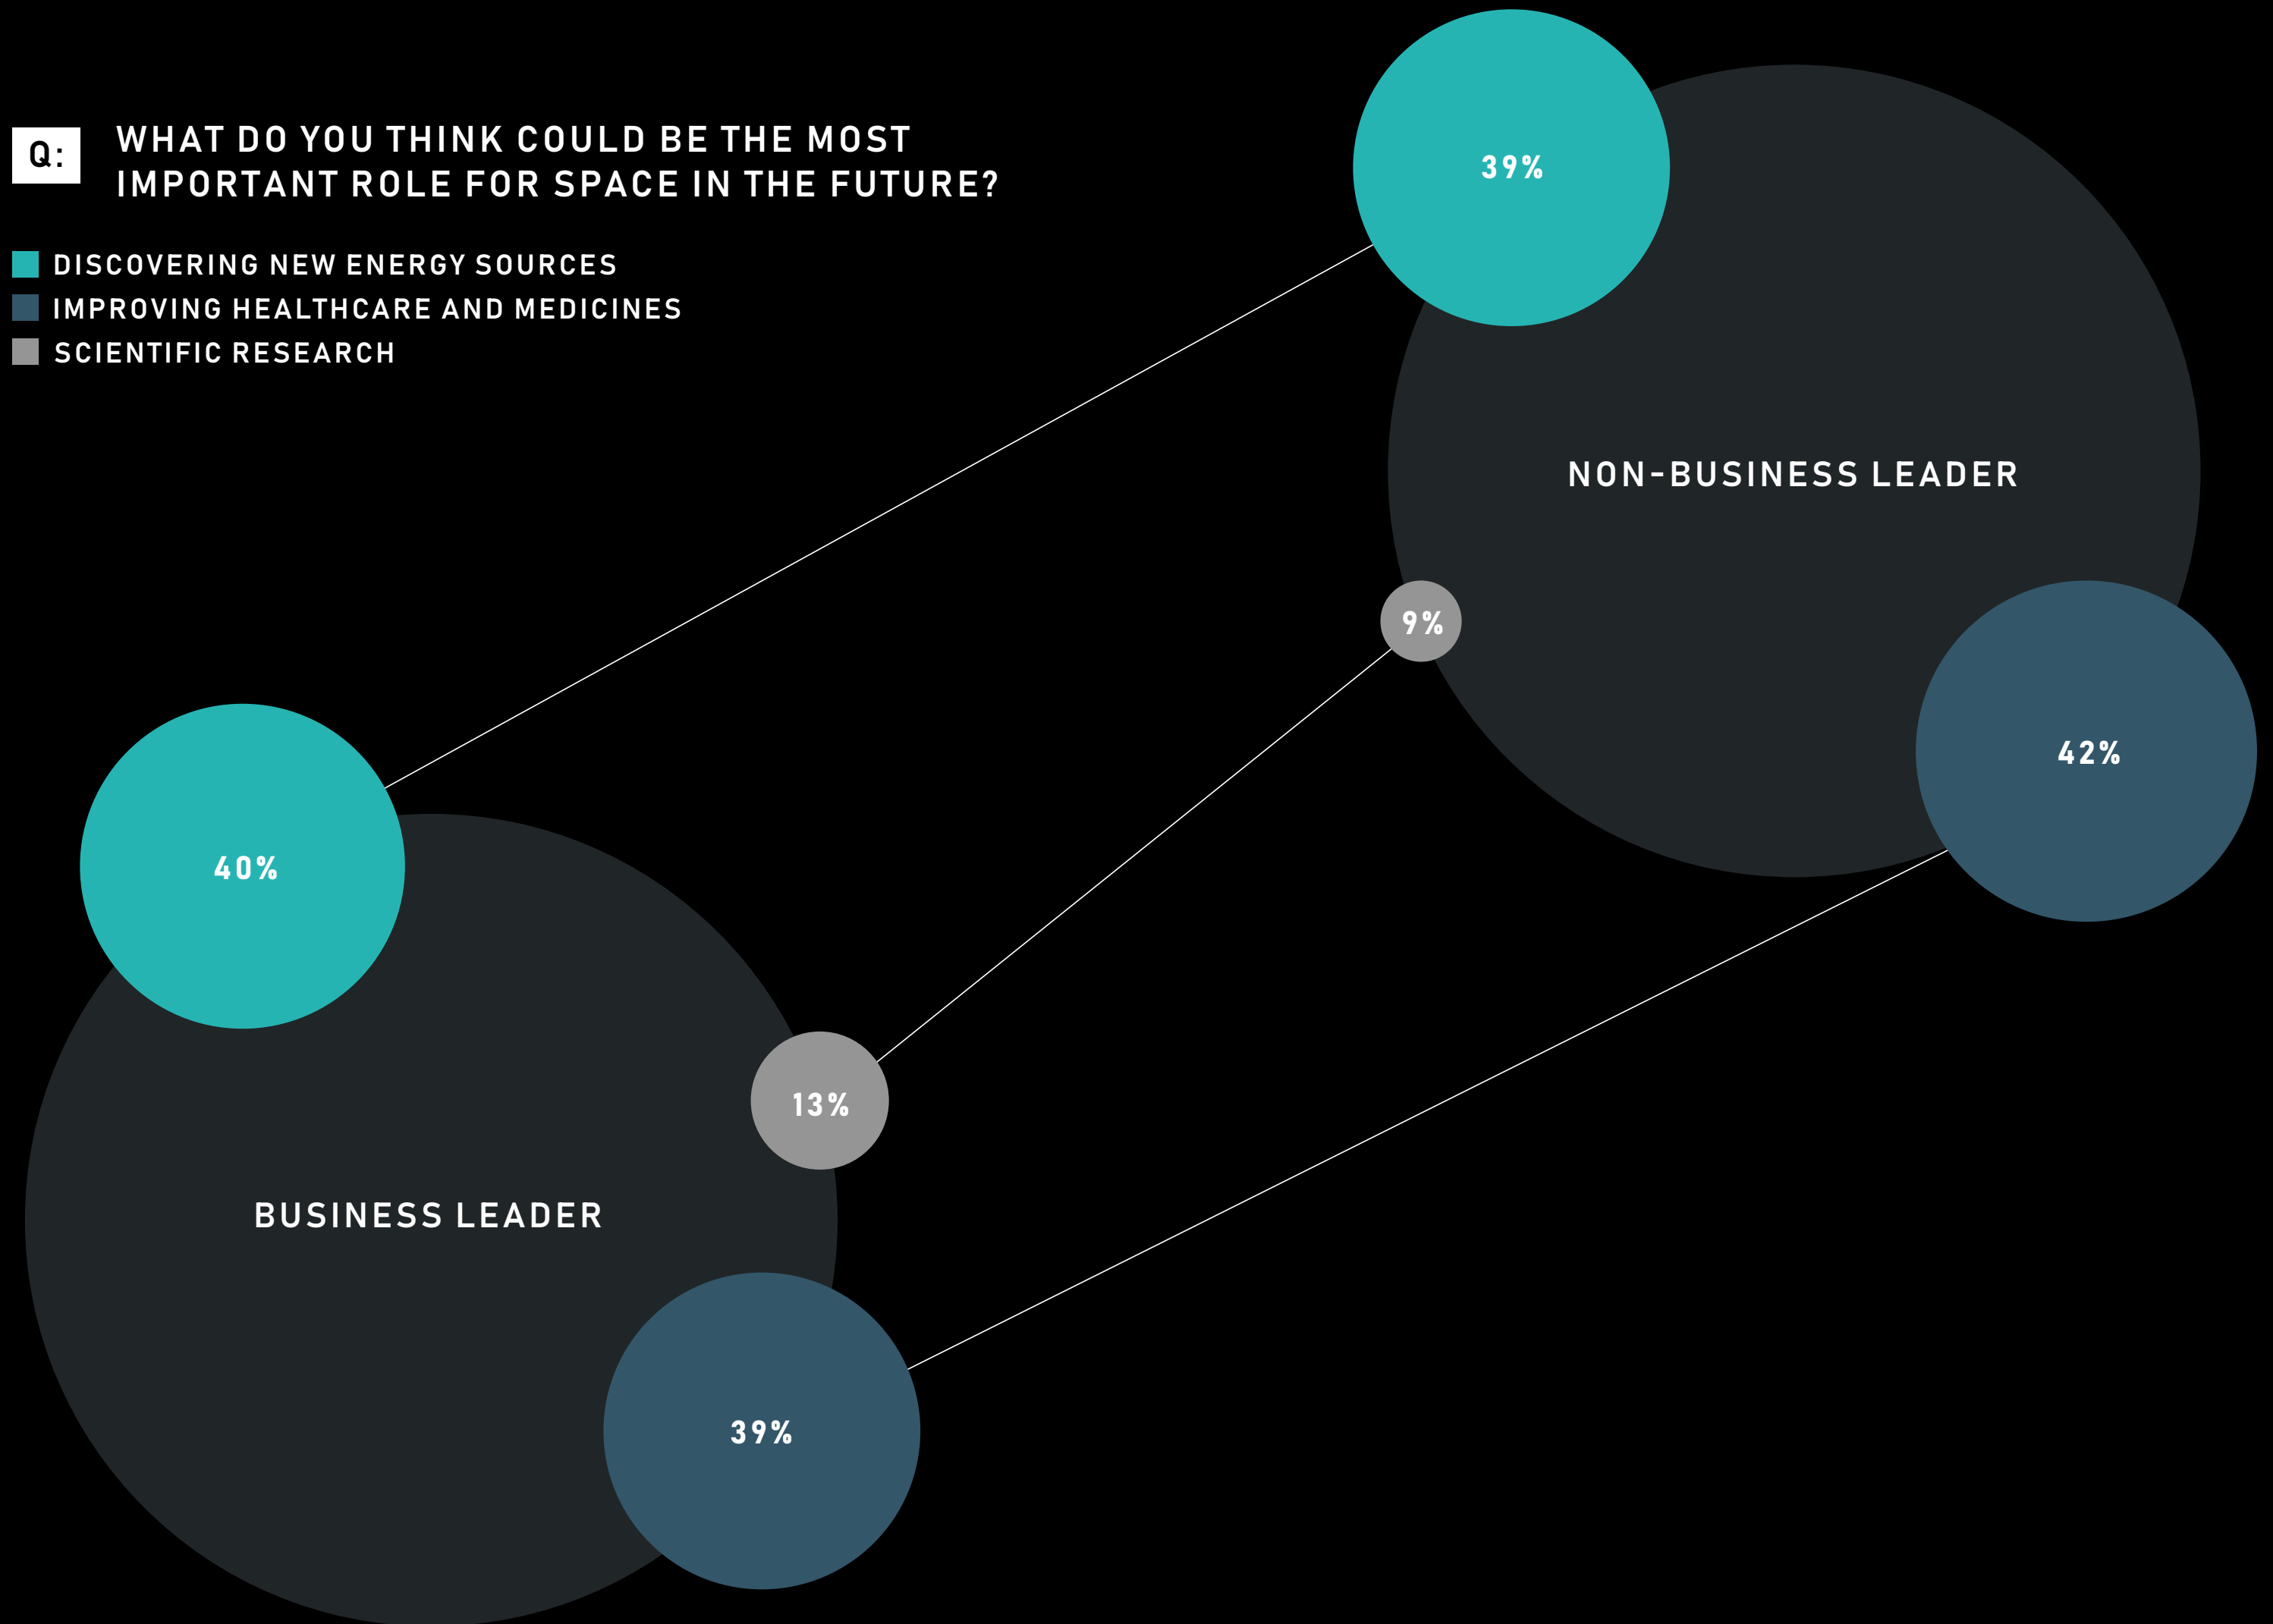 Q:
WHAT DO YOU THINK COULD BE THE MOST
IMPORTANT ROLE FOR SPACE IN THE FUTURE?
DISCOVERING NEW ENERGY SOURCES
IMPROVING HEALTHCARE AND MEDICINES
SCIENTIFIC RESEARCH
39%
NON-BUSINESS LEADER
9%
42%
40%
13%
BUSINESS LEADER
39%